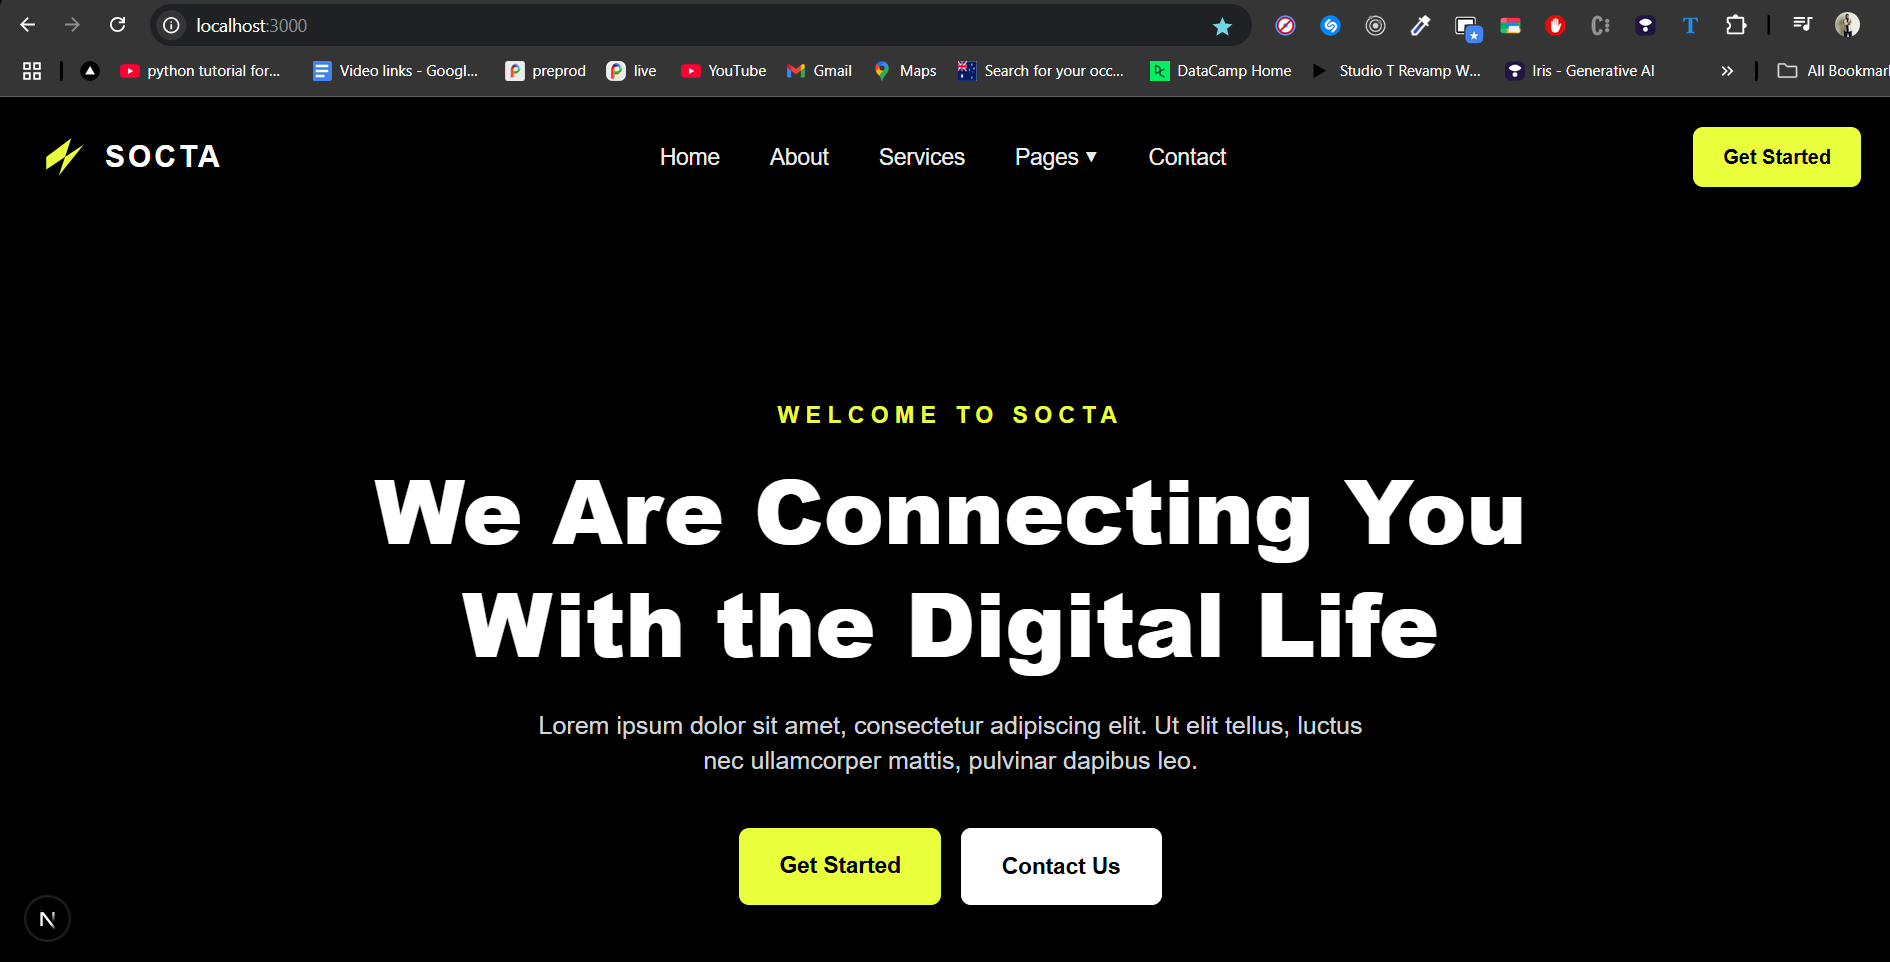 localhost:3000
python tutorial for...
Video links - Googl...
preprod
live
YouTube
Gmail
Maps
Search for your occ...
DataCamp Home
Studio T Revamp W...
Iris - Generative AI
All Bookmar
SOCTA
Home
About
Services
Pages ▼
Contact
Get Started
WELCOME TO SOCTA
We Are Connecting You
With the Digital Life
Lorem ipsum dolor sit amet, consectetur adipiscing elit. Ut elit tellus, luctus
nec ullamcorper mattis, pulvinar dapibus leo.
Get Started
Contact Us
N